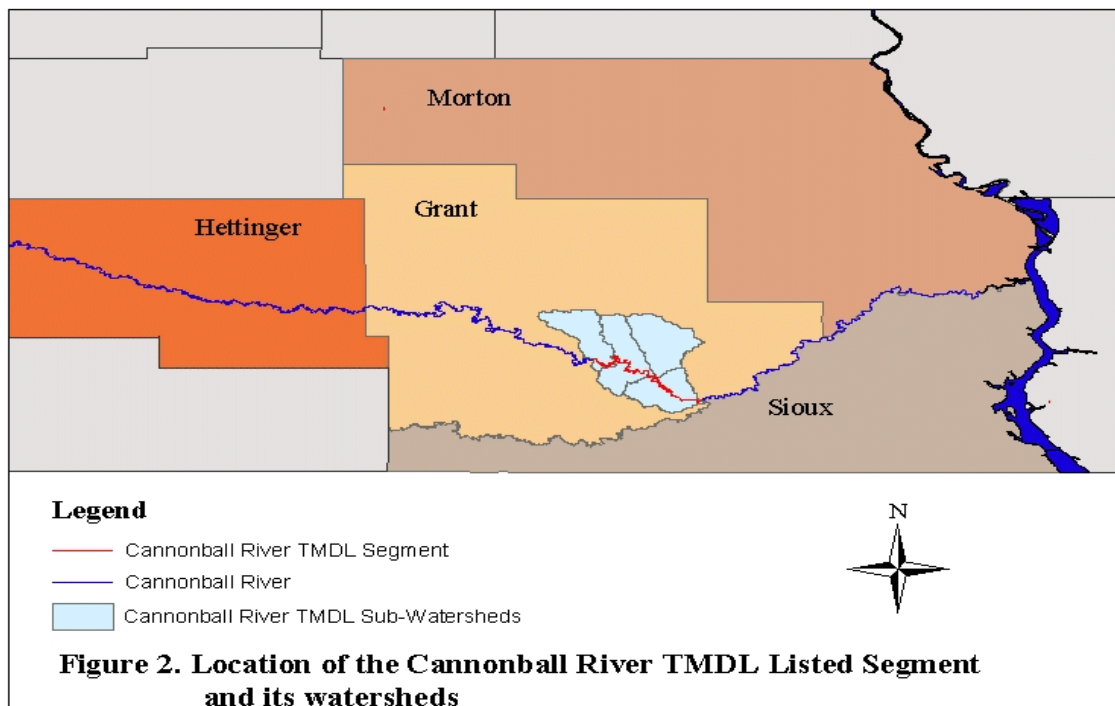 Morton
Grant
Hettinger
Sioux
Legend
N
Cannonball River TMDL Segment
Cannonball River
Cannonball River TMDL Sub-Watersheds
Figure 2. Location of the Cannonball River TMDL Listed Segment
and its watersheds